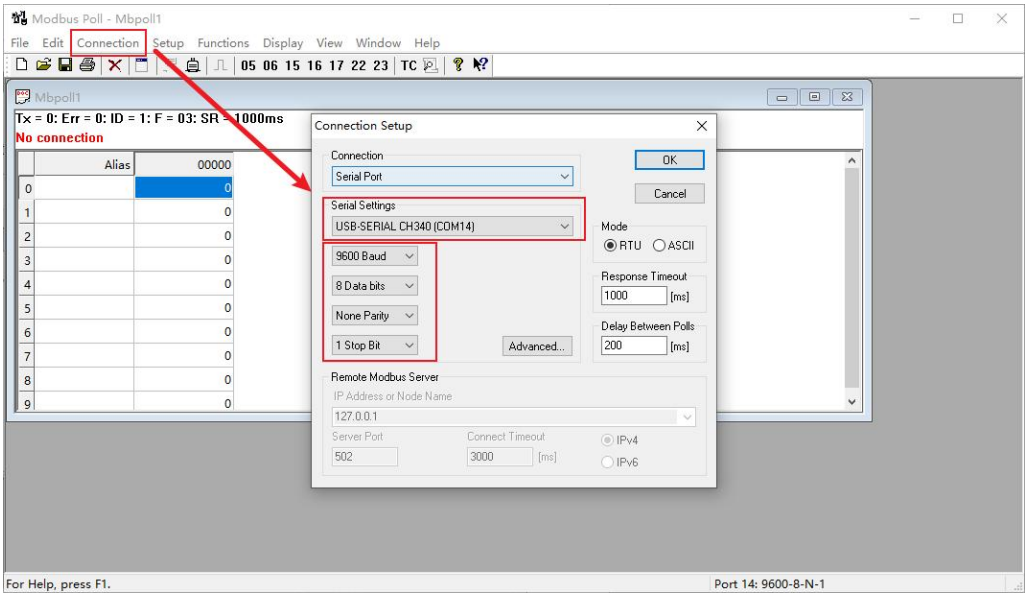 Modbus Poll - Mbpoll1
File Edit Connection Setup Functions Display View Window Help
05 06 15 16 17 22 23 TC
Mbpoll1
Tx = 0: Err = 0: ID = 1: F = 03: SR = 1000ms
No connection
Alias 00000
0 0
1 0
2 0
3 0
4 0
5 0
6 0
7 0
8 0
9 0
Connection Setup
Connection
Serial Port
OK
Cancel
Serial Settings
USB-SERIAL CH340 (COM14)
9600 Baud
8 Data bits
None Parity
1 Stop Bit
Advanced...
Mode
RTU ASCII
Response Timeout
1000 [ms]
Delay Between Polls
200 [ms]
Remote Modbus Server
IP Address or Node Name
127.0.0.1
Server Port Connect Timeout
502 3000 [ms]
IPv4
IPv6
For Help, press F1.
Port 14: 9600-8-N-1